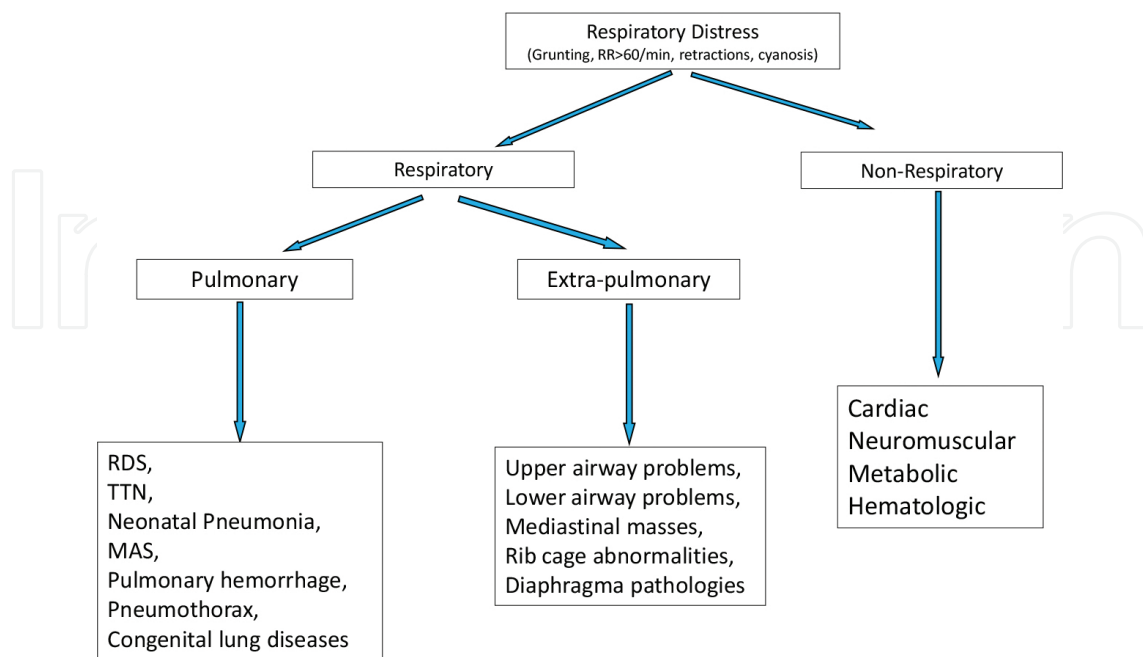 Respiratory Distress
(Grunting, RR>60/min, retractions, cyanosis)
Respiratory
Non-Respiratory
Pulmonary
Extra-pulmonary
RDS,
TTN,
Neonatal Pneumonia,
MAS,
Pulmonary hemorrhage,
Pneumothorax,
Congenital lung diseases
Upper airway problems,
Lower airway problems,
Mediastinal masses,
Rib cage abnormalities,
Diaphragma pathologies
Cardiac
Neuromuscular
Metabolic
Hematologic